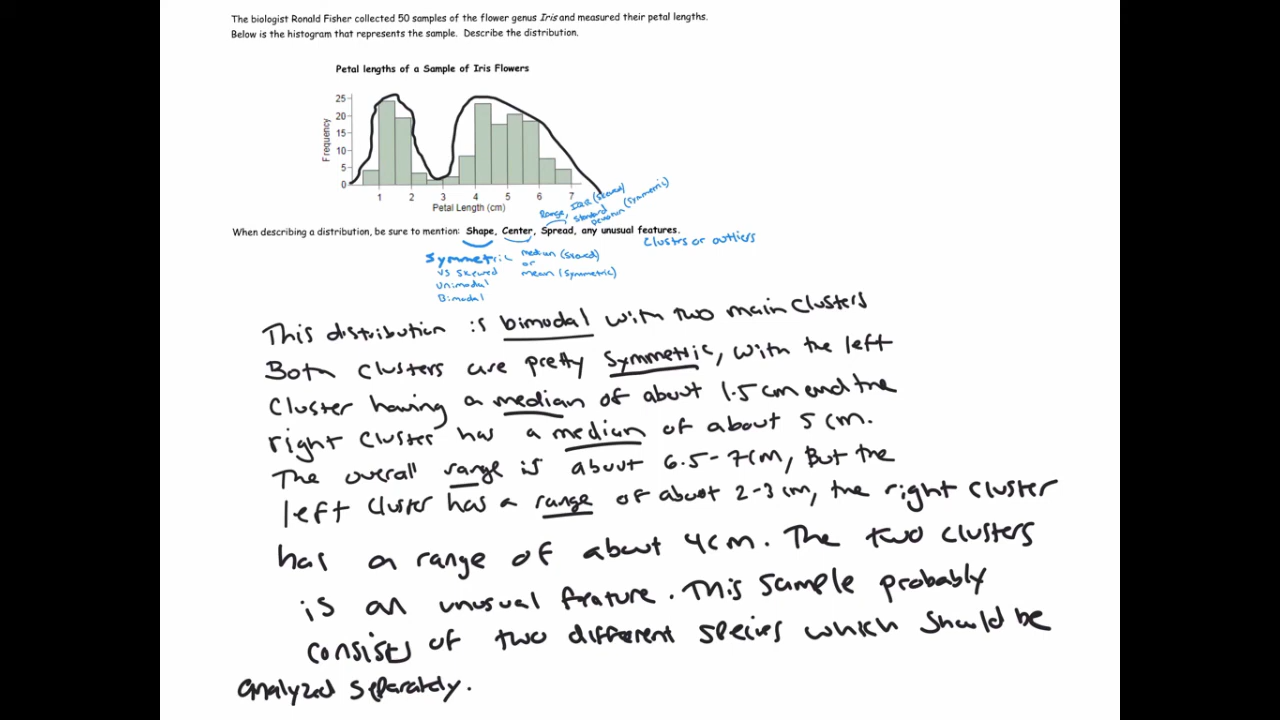 The biologist Ronald Fisher collected 50 samples of the flower genus Iris and measured their petal lengths.
Below is the histogram that represents the sample. Describe the distribution.
Petal lengths of a Sample of Iris Flowers
25
20
15
10
5
0
Frequency
1 2 3 4 5 6 7
Petal Length (cm)
Range, IQR (skewed)
Standard Deviation (symmetric)
When describing a distribution, be sure to mention: Shape, Center, Spread, any unusual features.
Clusters or outliers
Symmetric
vs skewed
Unimodal
Bimodal
median (skewed)
or
mean (symmetric)
This distribution is bimodal with two main clusters
Both clusters are pretty symmetric, with the left
cluster having a median of about 1.5 cm and the
right cluster has a median of about 5 cm.
The overall range is about 6.5-7cm, But the
left cluster has a range of about 2-3 cm, the right cluster
has a range of about 4cm. The two clusters
is an unusual feature. This sample probably
consists of two different species which should be
analyzed separately.